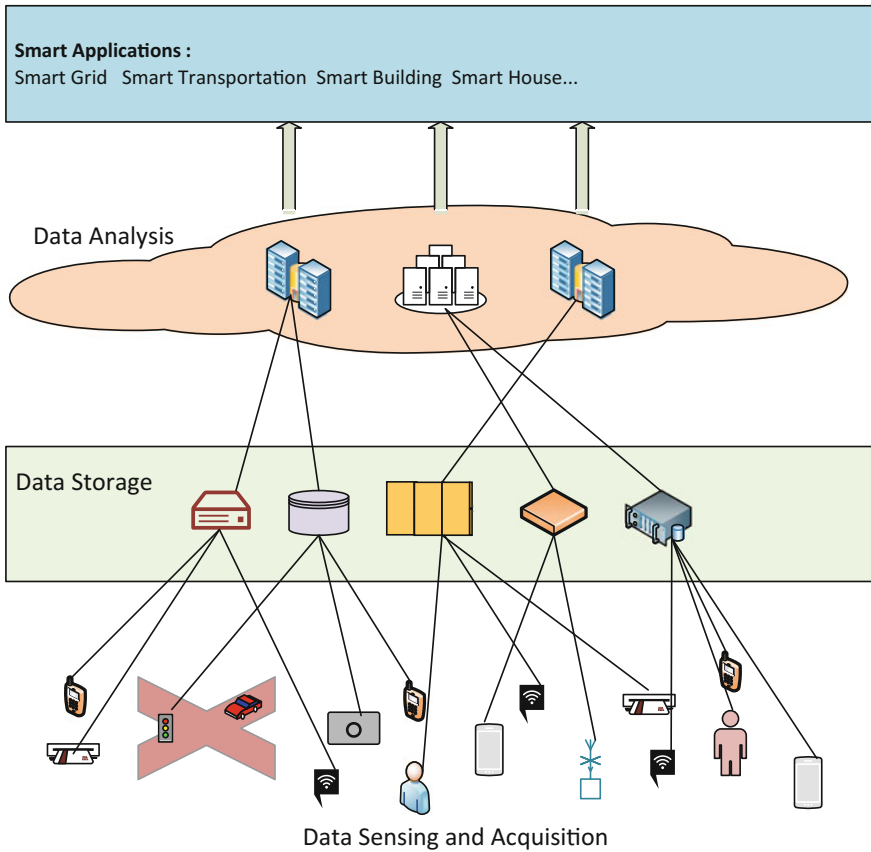 Smart Applications :
Smart Grid Smart Transportation Smart Building Smart House...
Data Analysis
Data Storage
Data Sensing and Acquisition